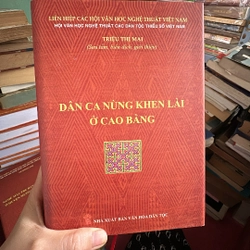 LIÊN HIỆP CÁC HỘI VĂN HỌC NGHỆ THUẬT VIỆT NAM
HỘI VĂN HỌC NGHỆ THUẬT CÁC DÂN TỘC THIỂU SỐ VIỆT NAM
TRIỆU THỊ MAI
(Sưu tầm, biên dịch, giới thiệu)
DÂN CA NÙNG KHEN LÀI
Ở CAO BẰNG
NHÀ XUẤT BẢN VĂN HÓA DÂN TỘC